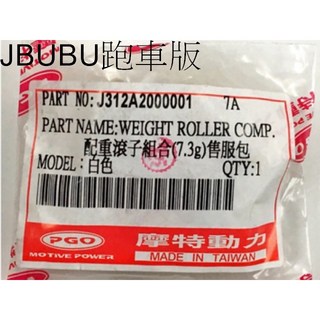 JBUBU跑車版
PART NO: J312A2000001 7A
PART NAME:WEIGHT ROLLER COMP.
配重滾子組合(7.3g)售服包
MODEL: 白色 QTY:1
PGO
MOTIVE POWER
摩特動力
MADE IN TAIWAN